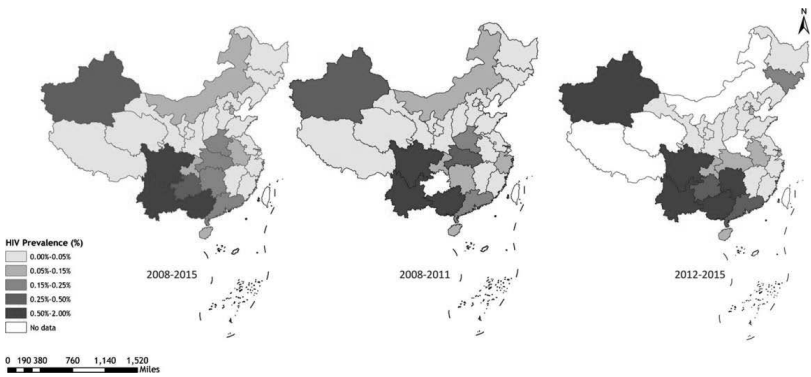 N
HIV Prevalence (%)
0.00%-0.05%
0.05%-0.15%
0.15%-0.25%
0.25%-0.50%
0.50%-2.00%
No data
2008-2015
2008-2011
2012-2015
0 190 380 760 1,140 1,520
Miles